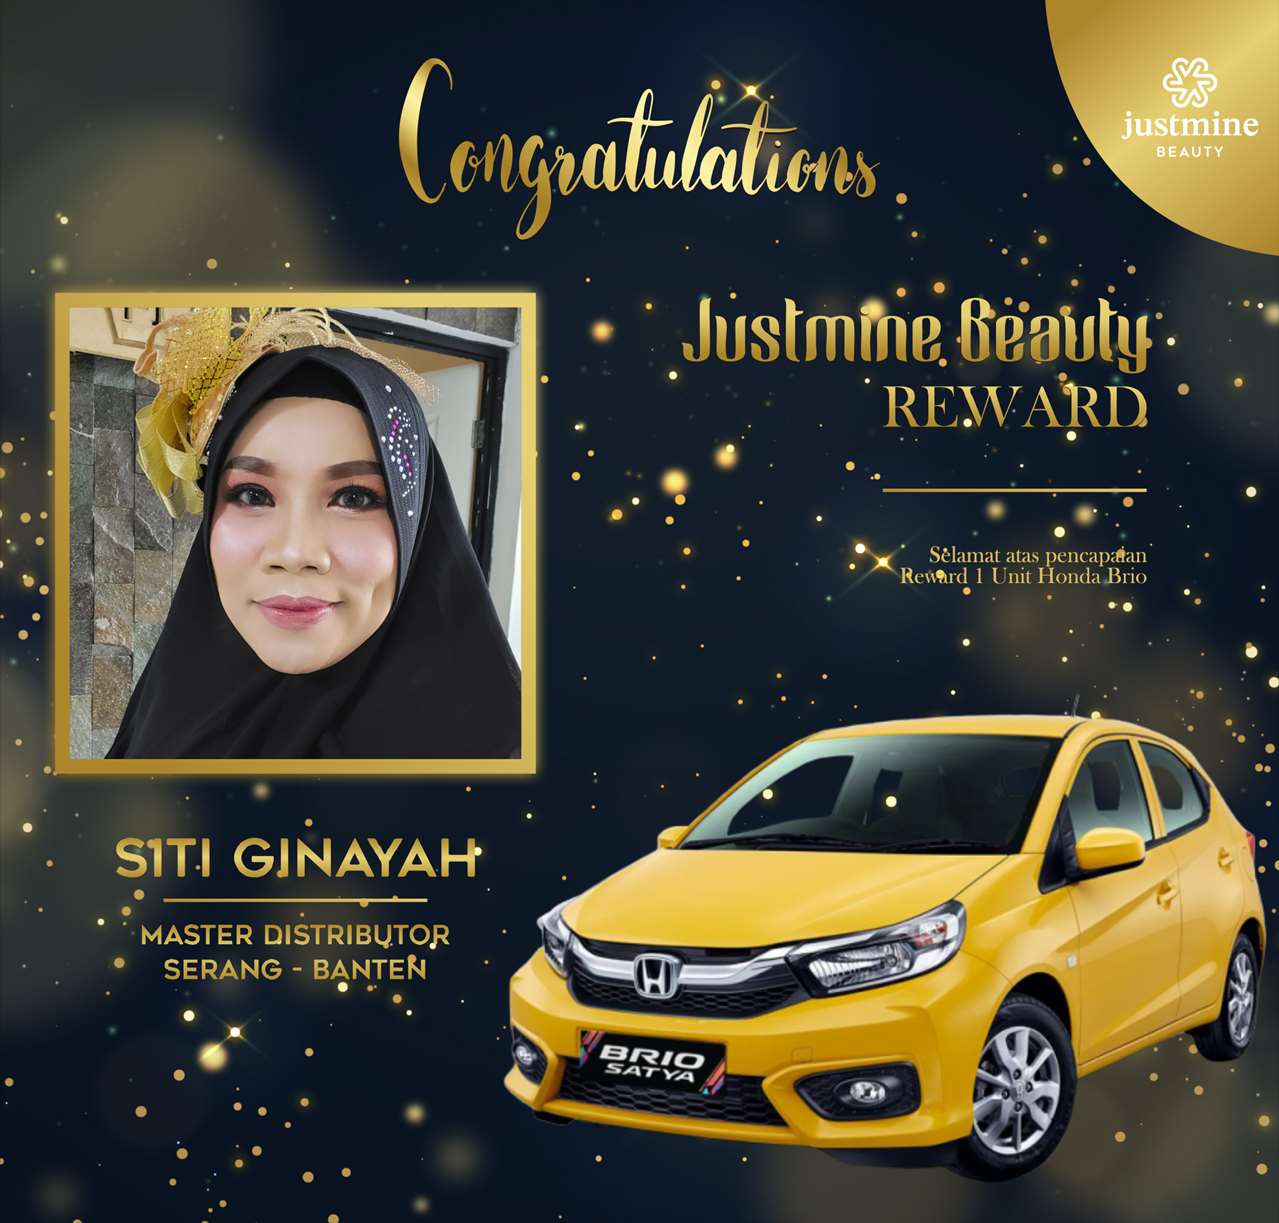 Congratulations
justmine
BEAUTY
Justmine Beauty
REWARD
Selamat atas pencapaian
Reward 1 Unit Honda Brio
SITI GINAYAH
MASTER DISTRIBUTOR
SERANG - BANTEN
BRIO
SATYA